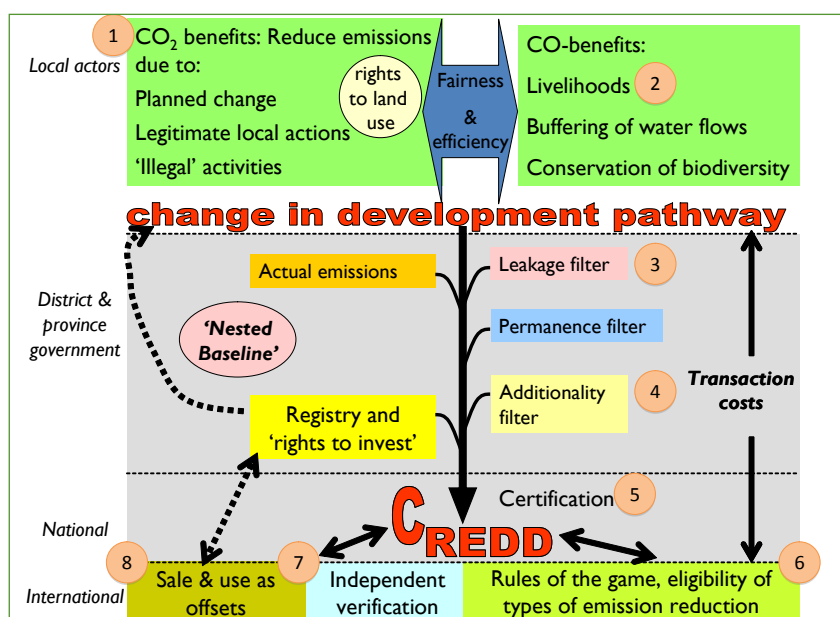 1
CO2 benefits: Reduce emissions
due to:
Planned change
Legitimate local actions
‘Illegal’ activities
Local actors
rights
to land
use
Fairness
&
efficiency
CO-benefits:
Livelihoods 2
Buffering of water flows
Conservation of biodiversity
change in development pathway
District &
province
government
Actual emissions
Leakage filter 3
‘Nested
Baseline’
Permanence filter
Registry and
‘rights to invest’
Additionality
filter
4
Transaction
costs
National
Certification 5
CREDD
International
8
Sale & use as
offsets
7
Independent
verification
Rules of the game, eligibility of
types of emission reduction
6